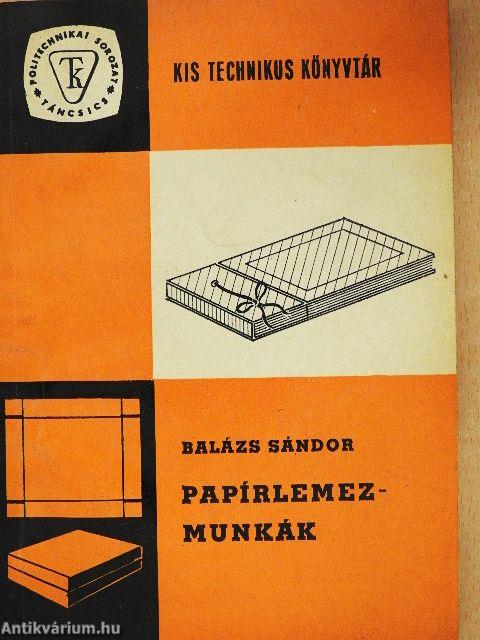 POLITECHNIKAI SOROZAT
TK
TÁNCSICS
KIS TECHNIKUS KÖNYVTÁR
BALÁZS SÁNDOR
PAPÍRLEMEZ-
MUNKÁK
Antikvárium.hu